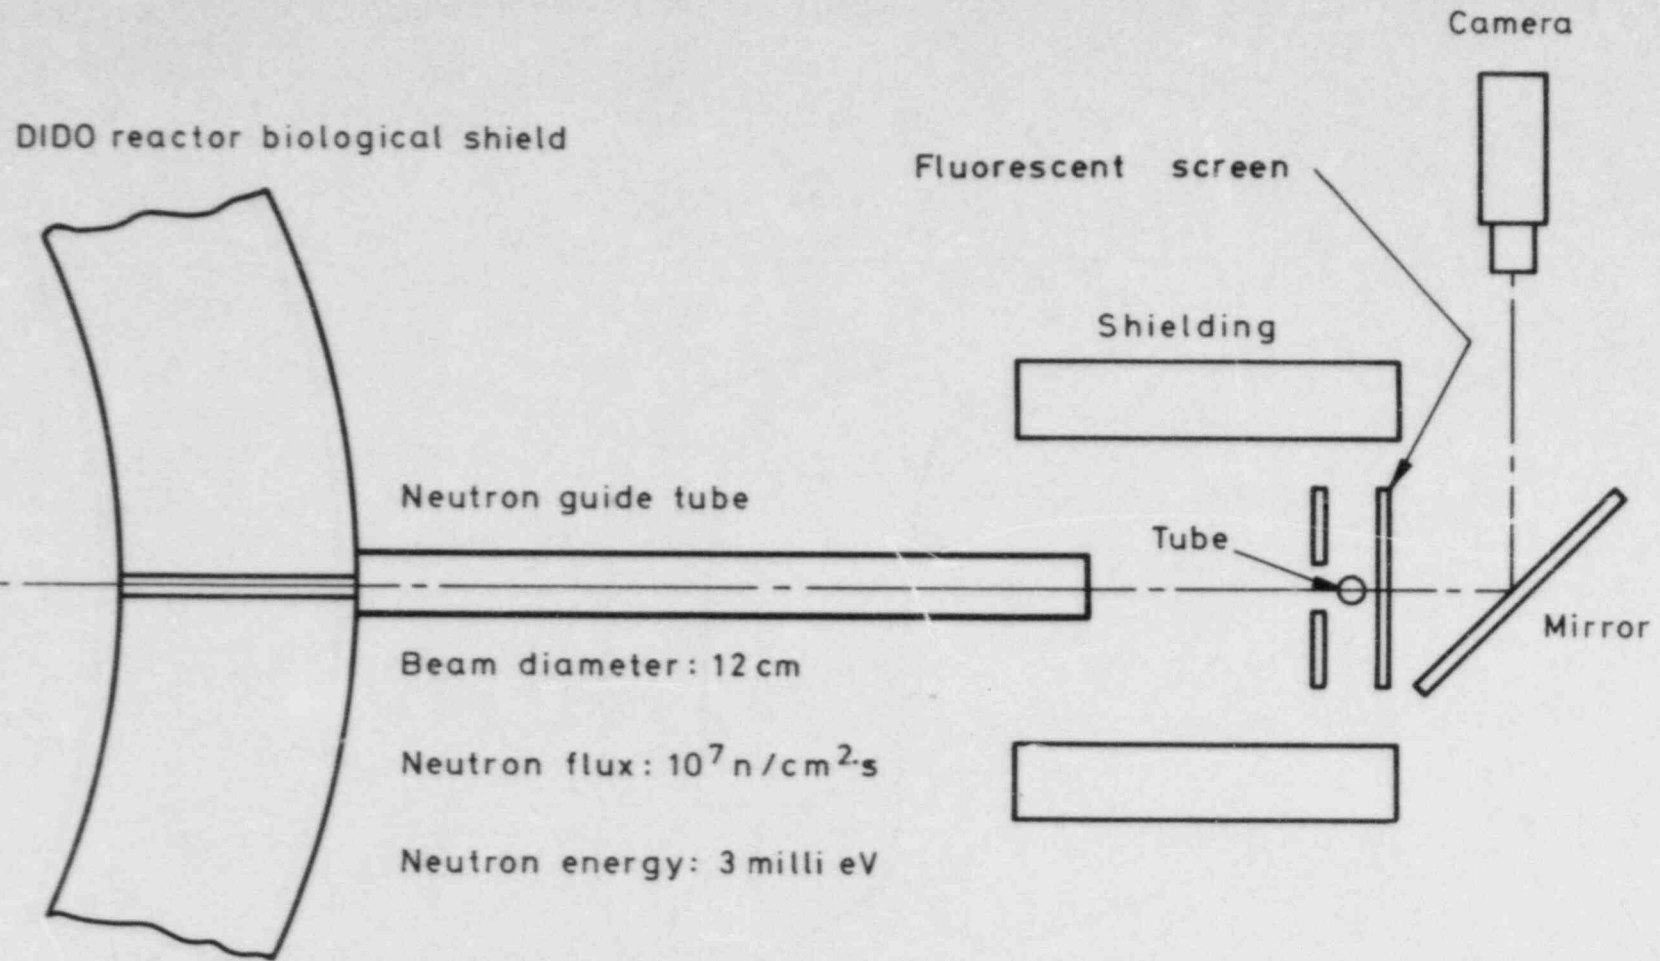 Camera
DIDO reactor biological shield
Fluorescent screen
Shielding
Neutron guide tube
Tube
Mirror
Beam diameter: 12 cm
Neutron flux: 10⁷ n/cm²·s
Neutron energy: 3 milli eV